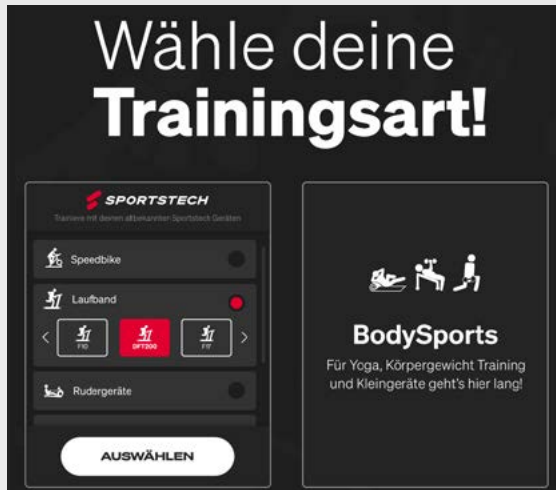 Wähle deine
Trainingsart!
SPORTSTECH
Trainiere mit deinen altbekannten Sportstech Geräten
Speedbike
Laufband
F10
DFT200
F17
Rudergeräte
AUSWÄHLEN
BodySports
Für Yoga, Körpergewicht Training
und Kleingeräte geht's hier lang!